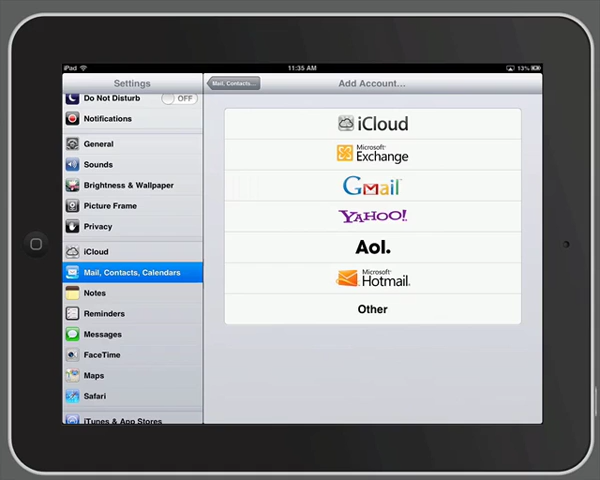 iPad
11:35 AM
13%
Settings
Mail, Contacts...
Add Account...
Do Not Disturb
OFF
Notifications
General
Sounds
Brightness & Wallpaper
Picture Frame
Privacy
iCloud
Mail, Contacts, Calendars
Notes
Reminders
Messages
FaceTime
Maps
Safari
iTunes & App Stores
iCloud
Microsoft
Exchange
Gmail
YAHOO!
Aol.
Microsoft
Hotmail
Other